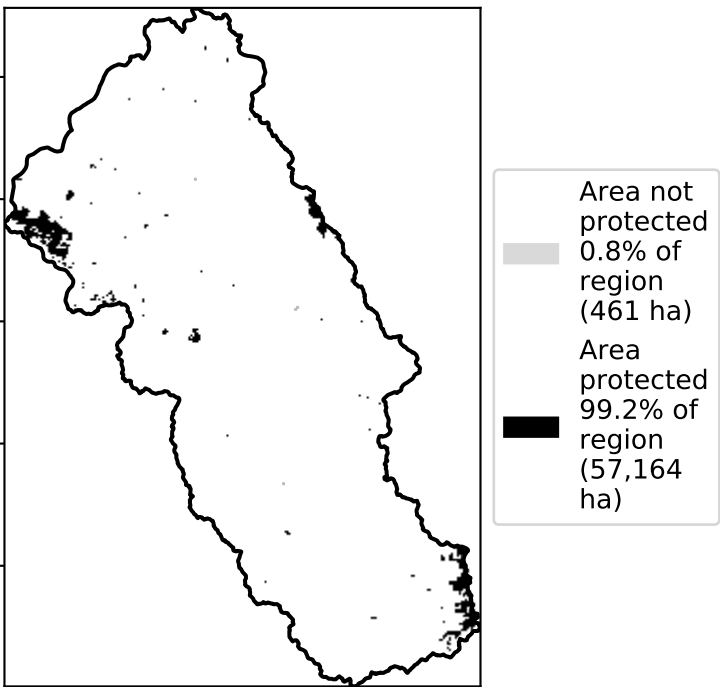 Area not
protected
0.8% of
region
(461 ha)
Area
protected
99.2% of
region
(57,164
ha)